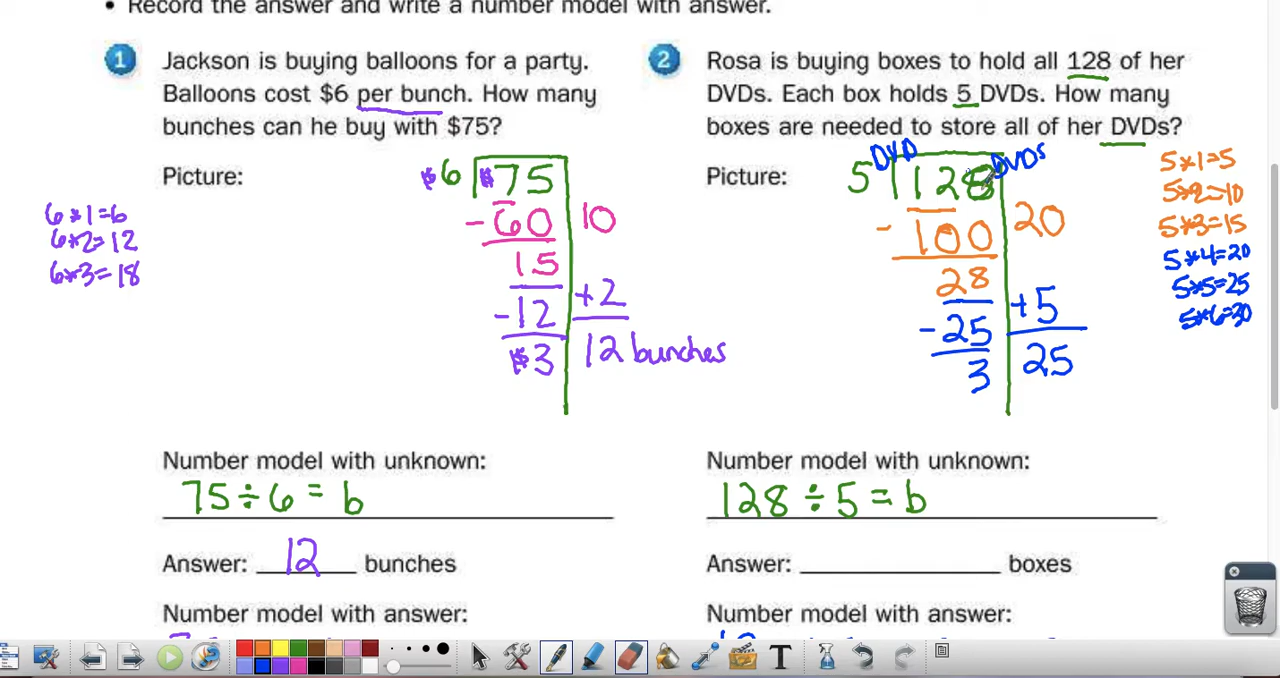 • Record the answer and write a number model with answer.
1 Jackson is buying balloons for a party.
Balloons cost $6 per bunch. How many
bunches can he buy with $75?
Picture:
$6 $75
-60 10
15
-12 +2
$3 12 bunches
6*1=6
6*2=12
6*3=18
Number model with unknown:
75÷6=b
Answer: 12 bunches
Number model with answer:
2 Rosa is buying boxes to hold all 128 of her
DVDs. Each box holds 5 DVDs. How many
boxes are needed to store all of her DVDs?
Picture:
DVD DVDs
5 128
-100 20
28
-25 +5
3 25
5*1=5
5*2=10
5*3=15
5*4=20
5*5=25
5*6=30
Number model with unknown:
128÷5=b
Answer: boxes
Number model with answer:
T